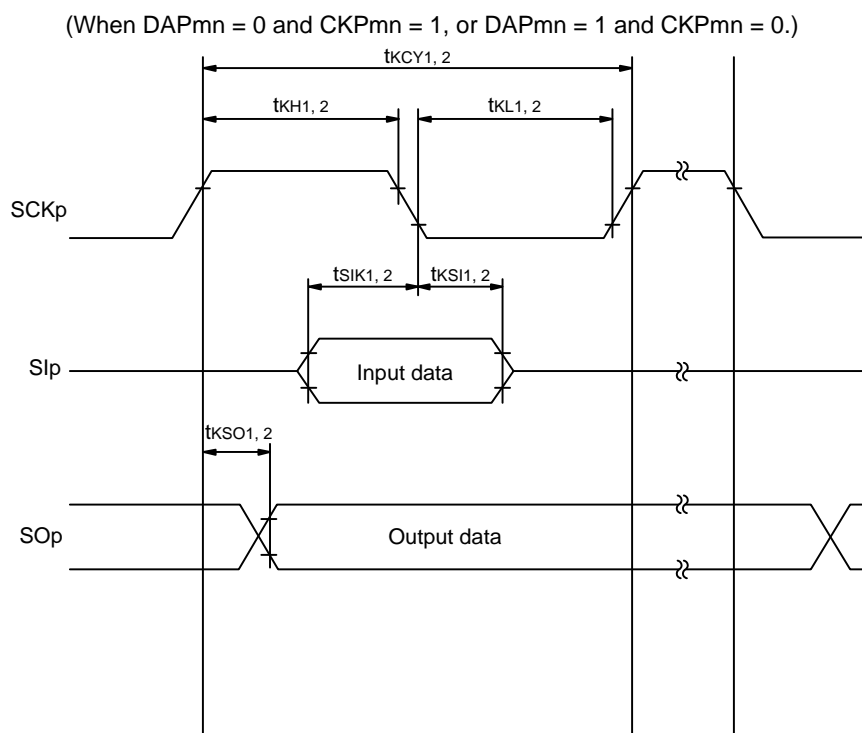 (When DAPmn = 0 and CKPmn = 1, or DAPmn = 1 and CKPmn = 0.)
tKCY1, 2
tKH1, 2
tKL1, 2
SCKp
tSIK1, 2
tKSI1, 2
SIp
Input data
tKSO1, 2
SOp
Output data